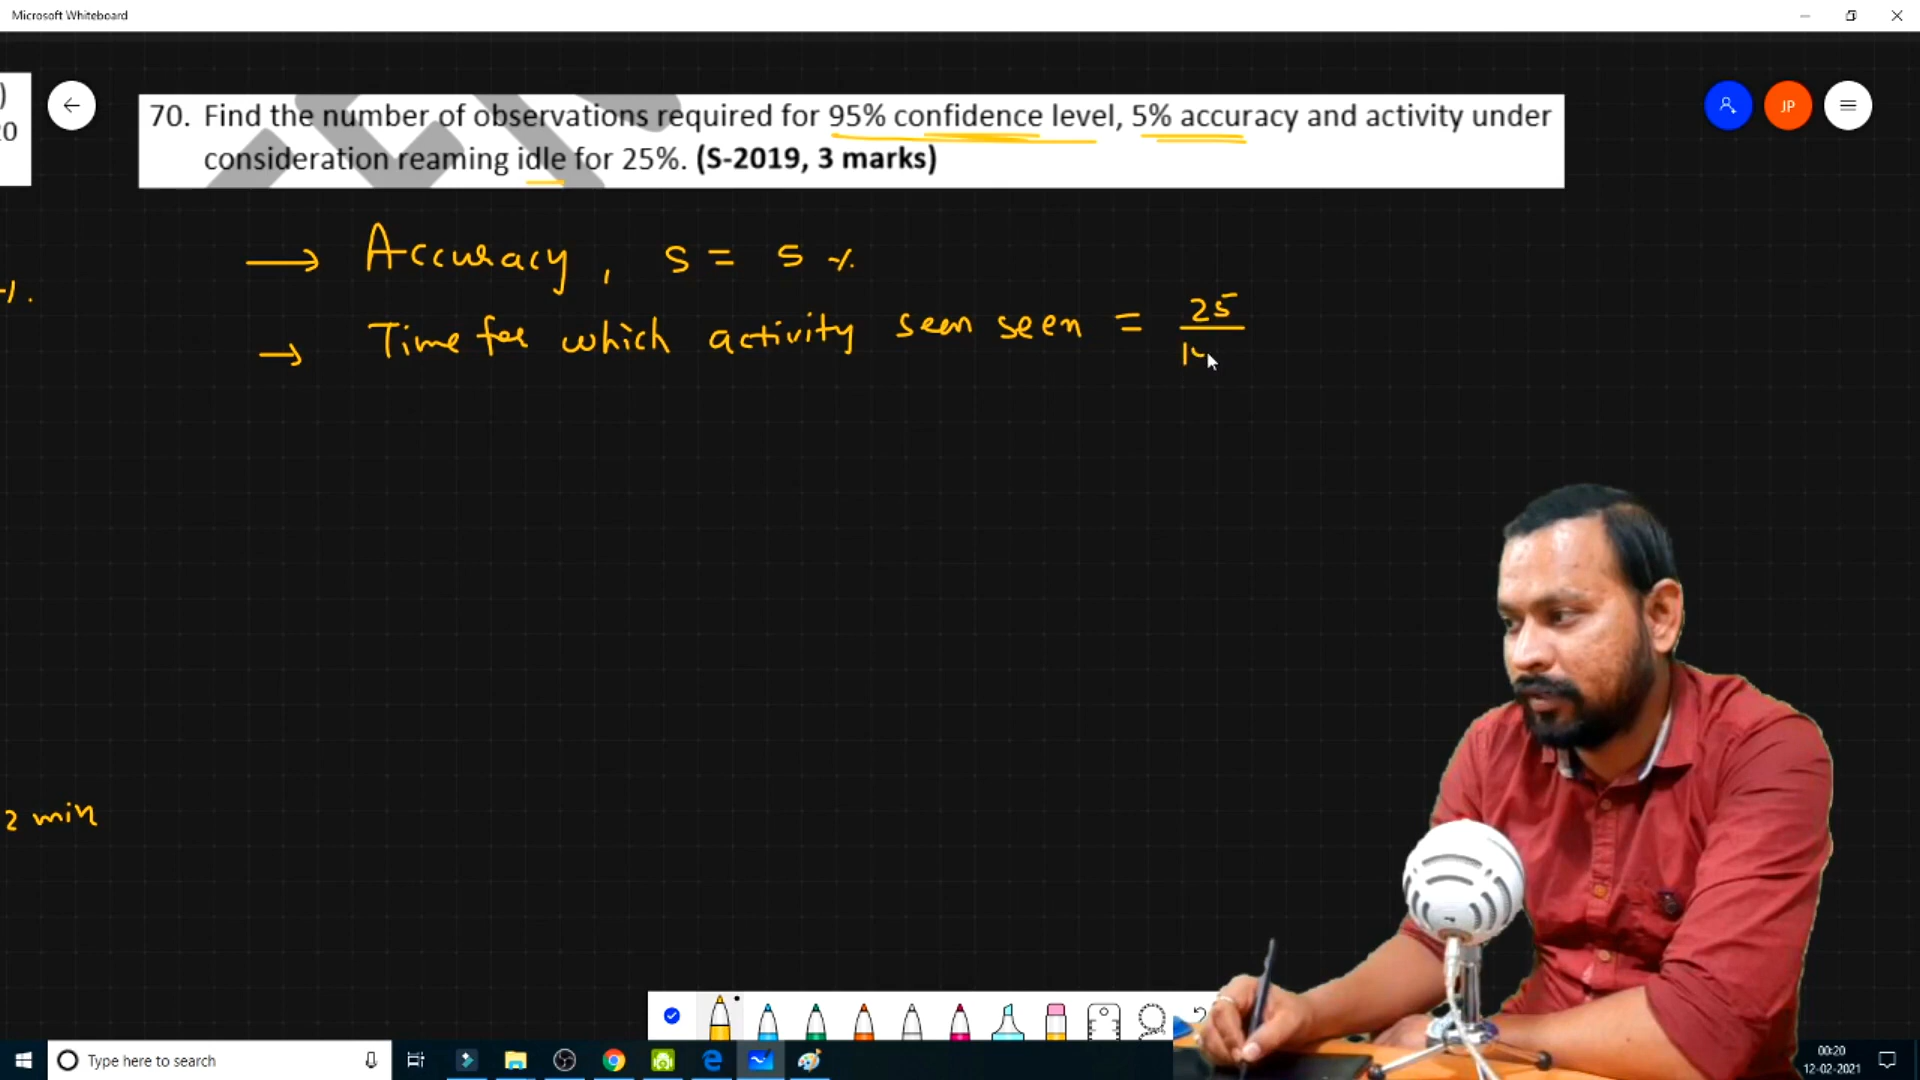 Microsoft Whiteboard
)
20
70. Find the number of observations required for 95% confidence level, 5% accuracy and activity under
consideration reaming idle for 25%. (S-2019, 3 marks)
JP
→ Accuracy, S = 5 %
%.
→ Time for which activity seen seen = 25
2 min
Type here to search
00:20
12-02-2021